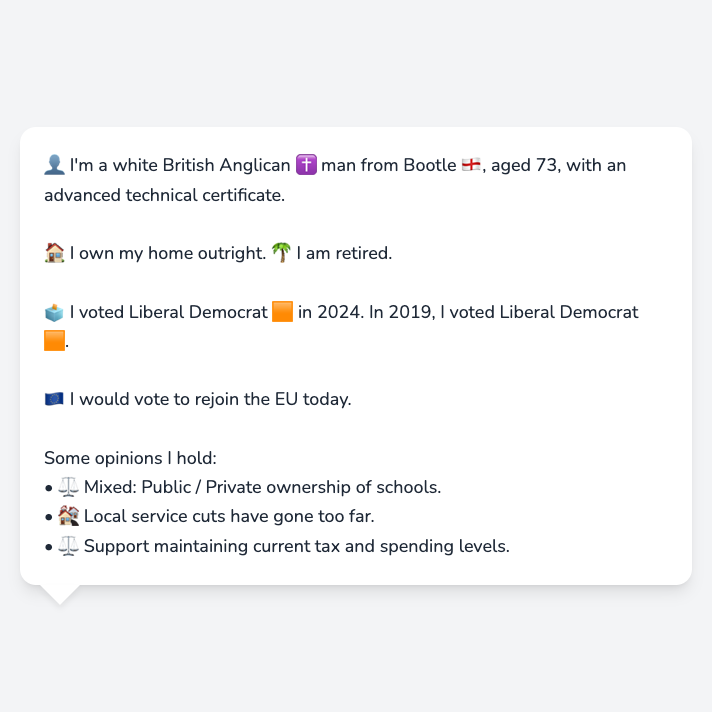 👤 I'm a white British Anglican ✝️ man from Bootle 🏴󠁧󠁢󠁥󠁮󠁧󠁿, aged 73, with an
advanced technical certificate.
🏠 I own my home outright. 🌴 I am retired.
🗳️ I voted Liberal Democrat 🟧 in 2024. In 2019, I voted Liberal Democrat
🟧.
🇪🇺 I would vote to rejoin the EU today.
Some opinions I hold:
• ⚖️ Mixed: Public / Private ownership of schools.
• 🏚️ Local service cuts have gone too far.
• ⚖️ Support maintaining current tax and spending levels.